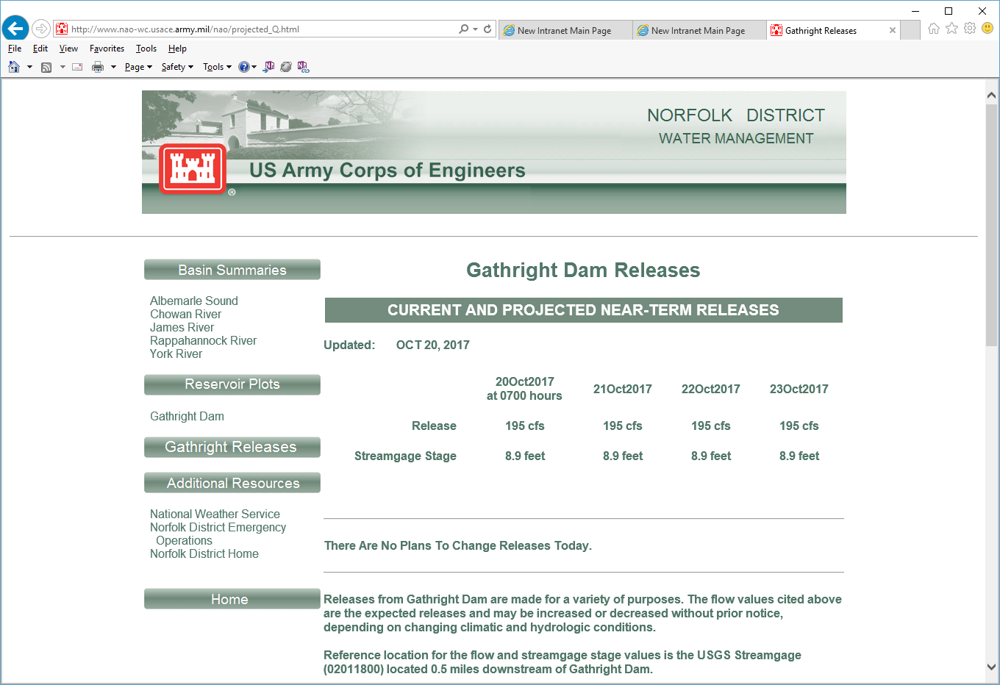 http://www.nao-wc.usace.army.mil/nao/projected_Q.html
New Intranet Main Page
New Intranet Main Page
Gathright Releases
File Edit View Favorites Tools Help
Page Safety Tools
NORFOLK DISTRICT
WATER MANAGEMENT
US Army Corps of Engineers
®
Basin Summaries
Albemarle Sound
Chowan River
James River
Rappahannock River
York River
Reservoir Plots
Gathright Dam
Gathright Releases
Additional Resources
National Weather Service
Norfolk District Emergency
Operations
Norfolk District Home
Home
Gathright Dam Releases
CURRENT AND PROJECTED NEAR-TERM RELEASES
Updated: OCT 20, 2017
20Oct2017
at 0700 hours
21Oct2017 22Oct2017 23Oct2017
Release 195 cfs 195 cfs 195 cfs 195 cfs
Streamgage Stage 8.9 feet 8.9 feet 8.9 feet 8.9 feet
There Are No Plans To Change Releases Today.
Releases from Gathright Dam are made for a variety of purposes. The flow values cited above
are the expected releases and may be increased or decreased without prior notice,
depending on changing climatic and hydrologic conditions.
Reference location for the flow and streamgage stage values is the USGS Streamgage
(02011800) located 0.5 miles downstream of Gathright Dam.